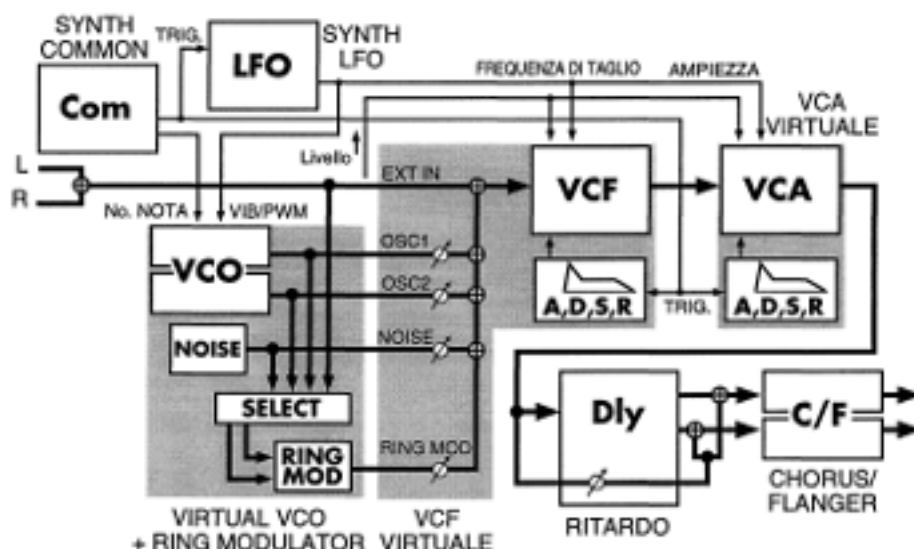 SYNTH
COMMON
TRIG.
LFO
SYNTH
LFO
Com
FREQUENZA DI TAGLIO
AMPIEZZA
VCA
VIRTUALE
Livello
L
R
EXT IN
VCF
VCA
No. NOTA
VIB/PWM
VCO
OSC1
OSC2
A,D,S,R
TRIG.
A,D,S,R
NOISE
NOISE
SELECT
Dly
C/F
RING
MOD
RING MOD
CHORUS/
FLANGER
VIRTUAL VCO
+ RING MODULATOR
VCF
VIRTUALE
RITARDO